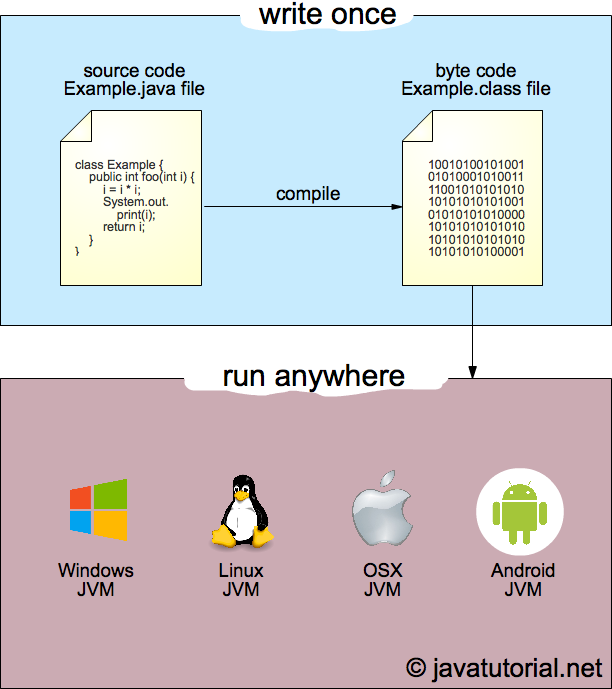 write once
source code
Example.java file
byte code
Example.class file
class Example {
public int foo(int i) {
i = i * i;
System.out.
print(i);
return i;
}
}
compile
10010100101001
01010001010011
11001010101010
10101010101001
01010101010000
10101010101010
10101010101010
10101010100001
run anywhere
Windows
JVM
Linux
JVM
OSX
JVM
Android
JVM
© javatutorial.net